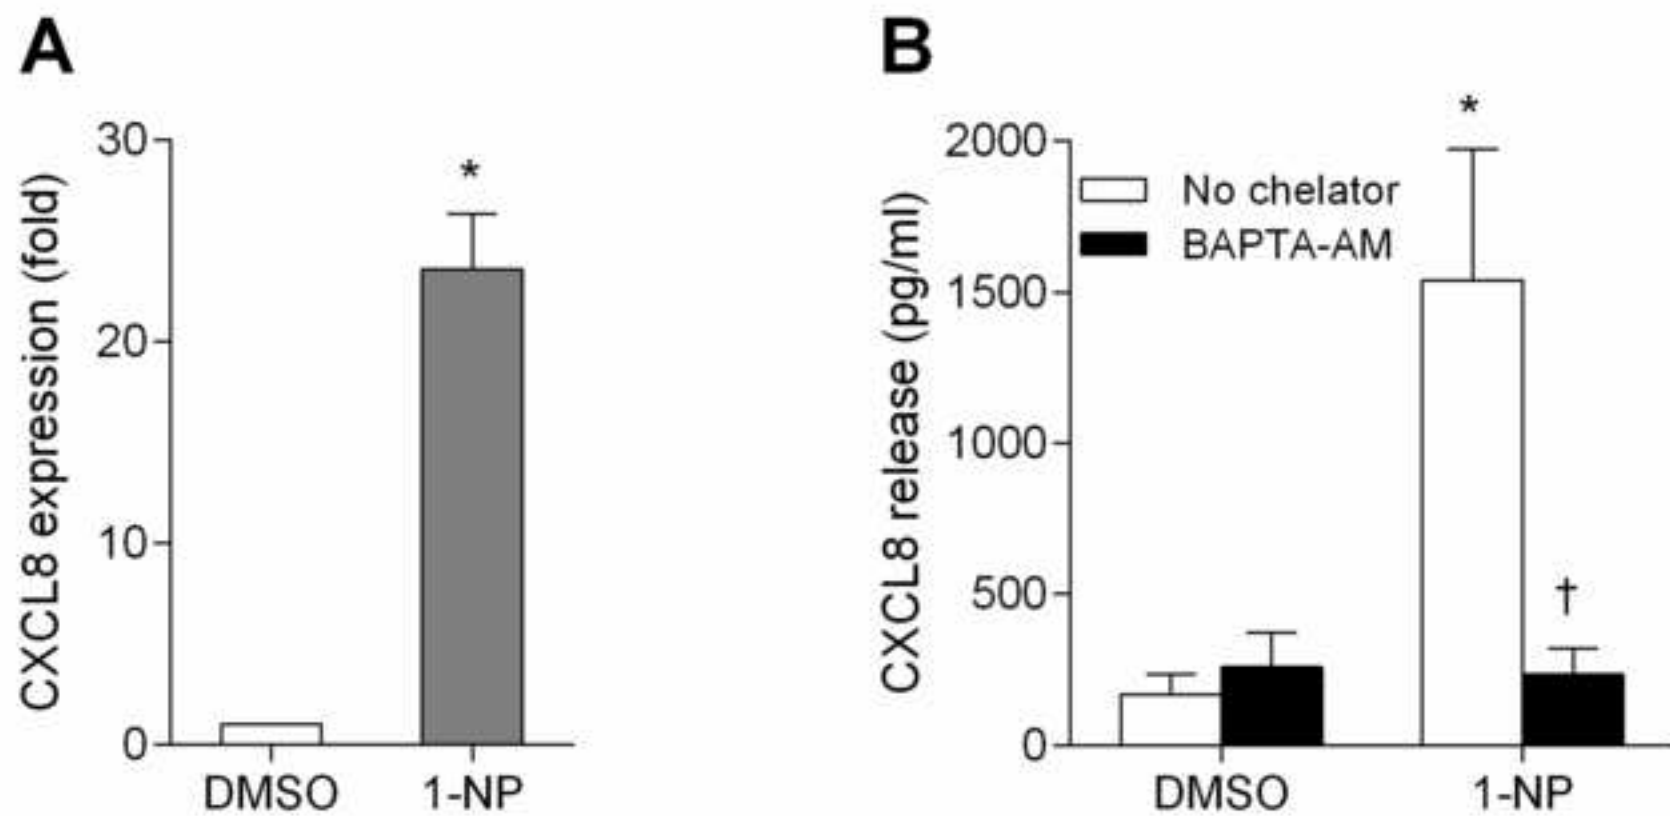 A
CXCL8 expression (fold)
30
20
10
0
*
DMSO
1-NP
B
CXCL8 release (pg/ml)
2000
1500
1000
500
0
No chelator
BAPTA-AM
*
†
DMSO
1-NP